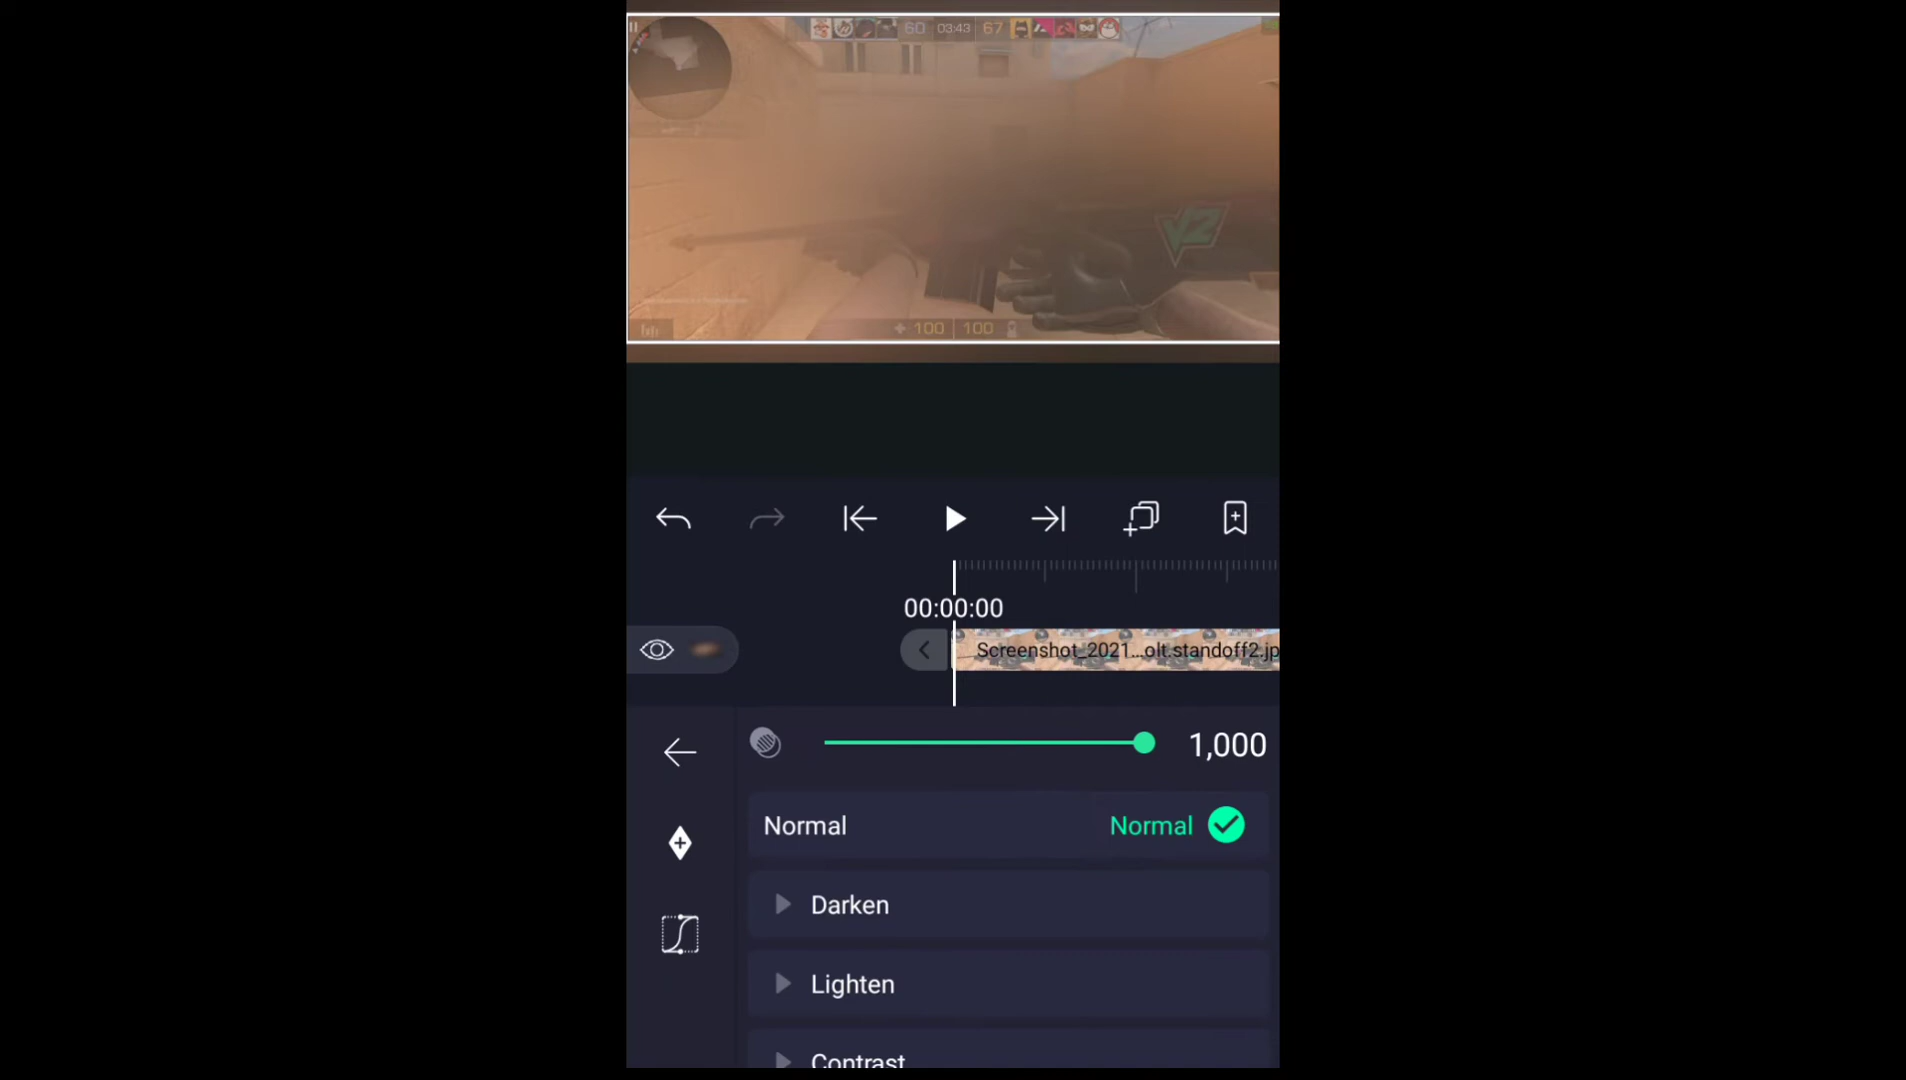 60 03:43 67
V2
100 100
00:00:00
Screenshot_2021...olt.standoff2.jp
1,000
Normal Normal
Darken
Lighten
Contrast